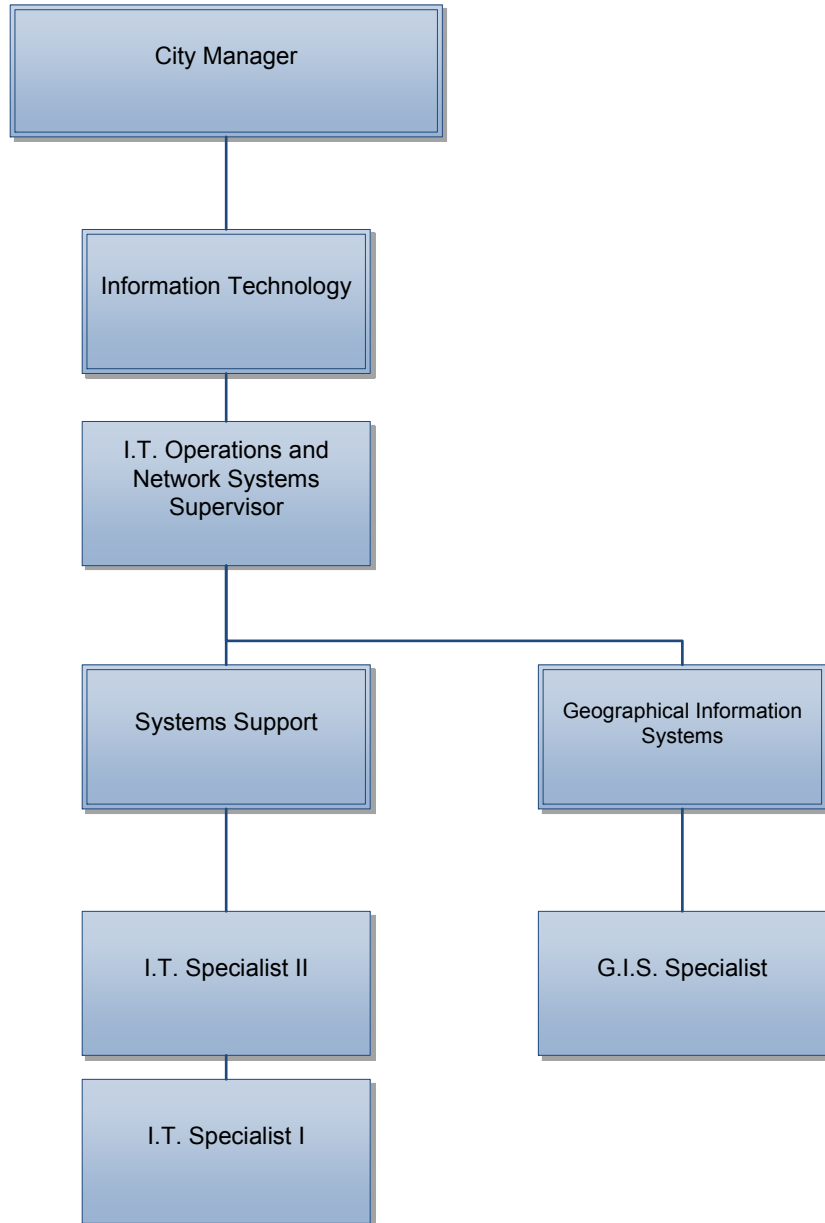 City Manager
Information Technology
I.T. Operations and
Network Systems
Supervisor
Systems Support
Geographical Information
Systems
I.T. Specialist II
G.I.S. Specialist
I.T. Specialist I